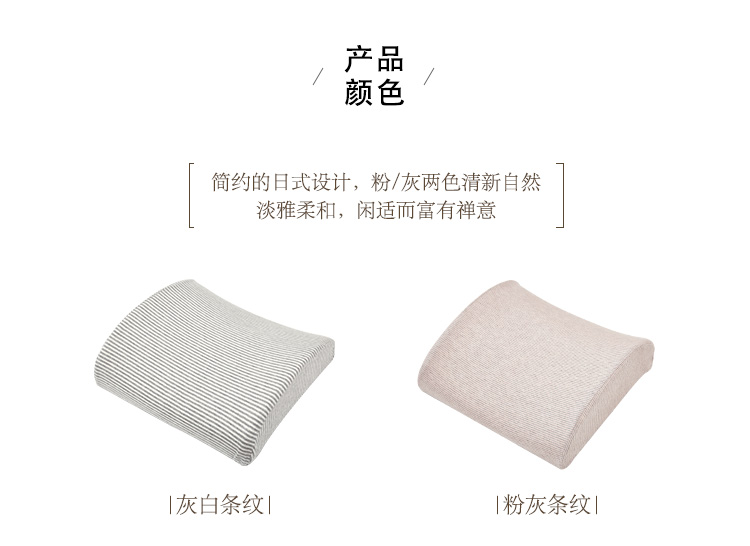 产品
颜色
简约的日式设计，粉/灰两色清新自然
淡雅柔和，闲适而富有禅意
灰白条纹
粉灰条纹